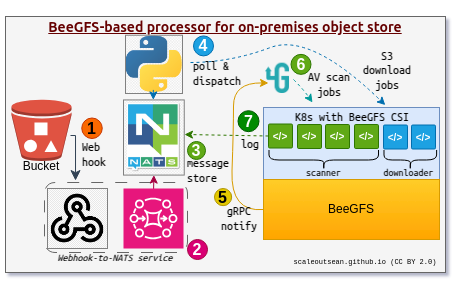 BeeGFS-based processor for on-premises object store
4
poll &
dispatch
6
S3
download
jobs
AV scan
jobs
1
Web
hook
Bucket
NATS
3
message
store
7
log
K8s with BeeGFS CSI
</>
</>
</>
</>
</>
</>
scanner
downloader
5
gRPC
notify
BeeGFS
2
Webhook-to-NATS service
scaleoutsean.github.io (CC BY 2.0)